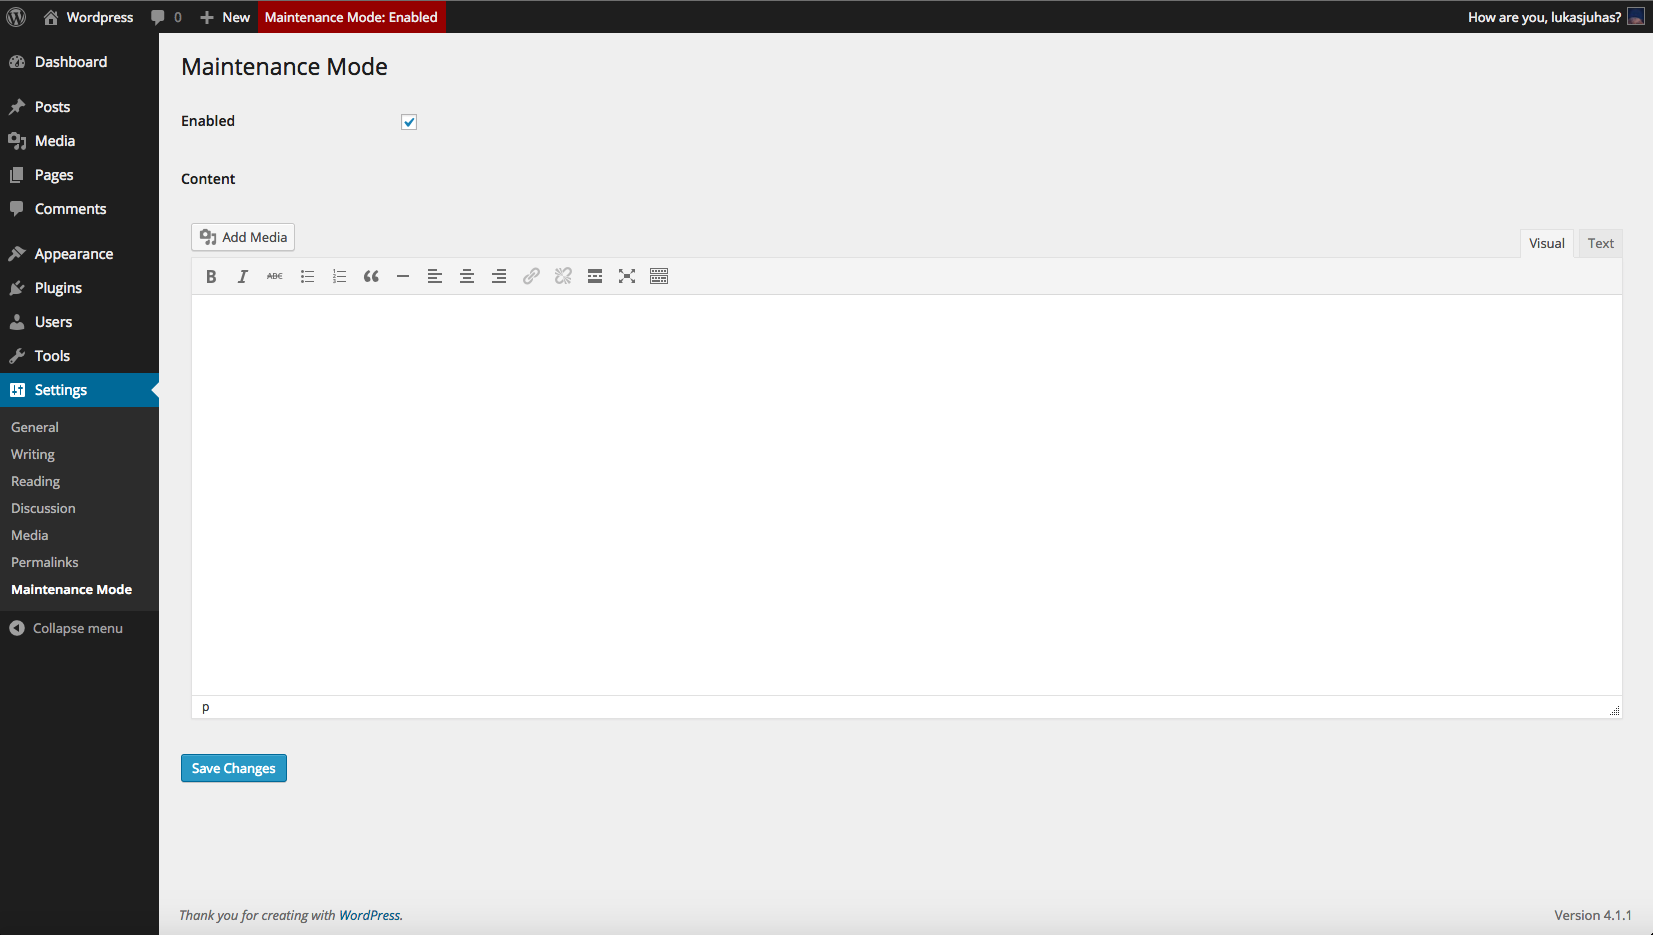 Wordpress 0 New Maintenance Mode: Enabled How are you, lukasjuhas?
Dashboard
Posts
Media
Pages
Comments
Appearance
Plugins
Users
Tools
Settings
General
Writing
Reading
Discussion
Media
Permalinks
Maintenance Mode
Collapse menu
Maintenance Mode
Enabled
Content
Add Media
Visual Text
B I ABC
p
Save Changes
Thank you for creating with WordPress.
Version 4.1.1